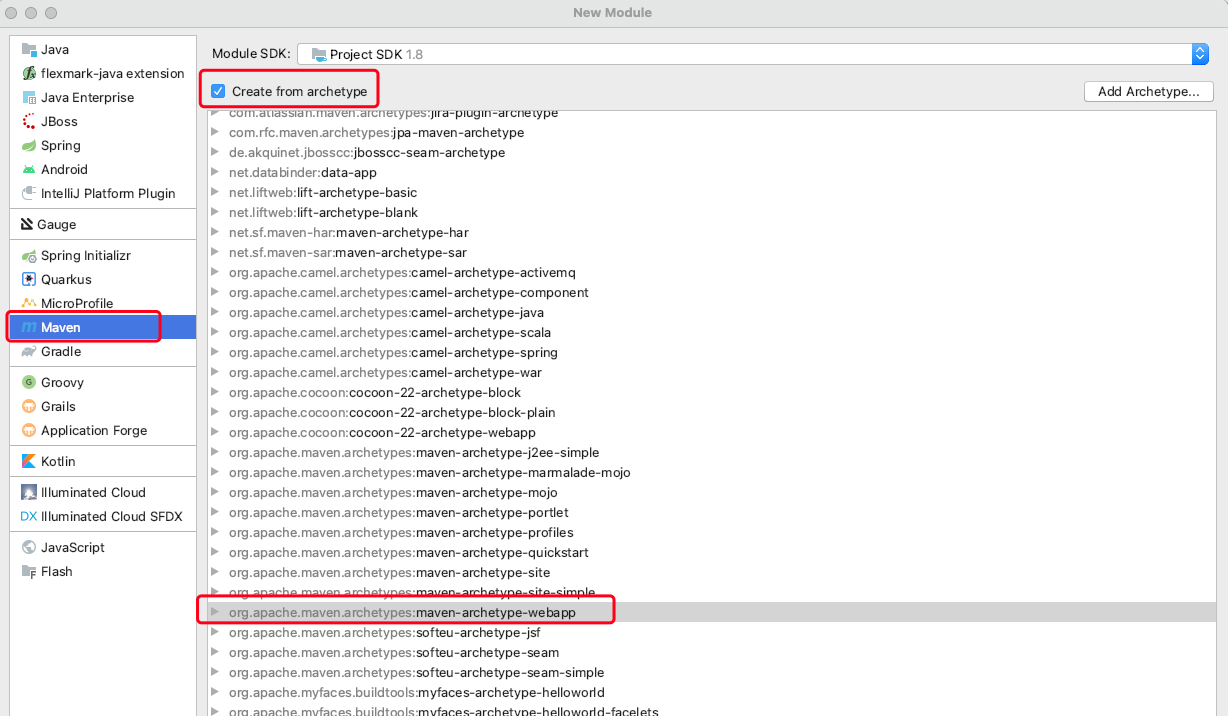 New Module
Java
flexmark-java extension
Java Enterprise
JBoss
Spring
Android
IntelliJ Platform Plugin
Gauge
Spring Initializr
Quarkus
MicroProfile
Maven
Gradle
Groovy
Grails
Application Forge
Kotlin
Illuminated Cloud
Illuminated Cloud SFDX
JavaScript
Flash
Module SDK: Project SDK 1.8
Create from archetype Add Archetype...
com.atlassian.maven.archetypes:jira-plugin-archetype
com.rfc.maven.archetypes:jpa-maven-archetype
de.akquinet.jbosscc:jbosscc-seam-archetype
net.databinder:data-app
net.liftweb:lift-archetype-basic
net.liftweb:lift-archetype-blank
net.sf.maven-har:maven-archetype-har
net.sf.maven-sar:maven-archetype-sar
org.apache.camel.archetypes:camel-archetype-activemq
org.apache.camel.archetypes:camel-archetype-component
org.apache.camel.archetypes:camel-archetype-java
org.apache.camel.archetypes:camel-archetype-scala
org.apache.camel.archetypes:camel-archetype-spring
org.apache.camel.archetypes:camel-archetype-war
org.apache.cocoon:cocoon-22-archetype-block
org.apache.cocoon:cocoon-22-archetype-block-plain
org.apache.cocoon:cocoon-22-archetype-webapp
org.apache.maven.archetypes:maven-archetype-j2ee-simple
org.apache.maven.archetypes:maven-archetype-marmalade-mojo
org.apache.maven.archetypes:maven-archetype-mojo
org.apache.maven.archetypes:maven-archetype-portlet
org.apache.maven.archetypes:maven-archetype-profiles
org.apache.maven.archetypes:maven-archetype-quickstart
org.apache.maven.archetypes:maven-archetype-site
org.apache.maven.archetypes:maven-archetype-site-simple
org.apache.maven.archetypes:maven-archetype-webapp
org.apache.maven.archetypes:softeu-archetype-jsf
org.apache.maven.archetypes:softeu-archetype-seam
org.apache.maven.archetypes:softeu-archetype-seam-simple
org.apache.myfaces.buildtools:myfaces-archetype-helloworld
org.apache.myfaces.buildtools:myfaces-archetype-helloworld-facelets